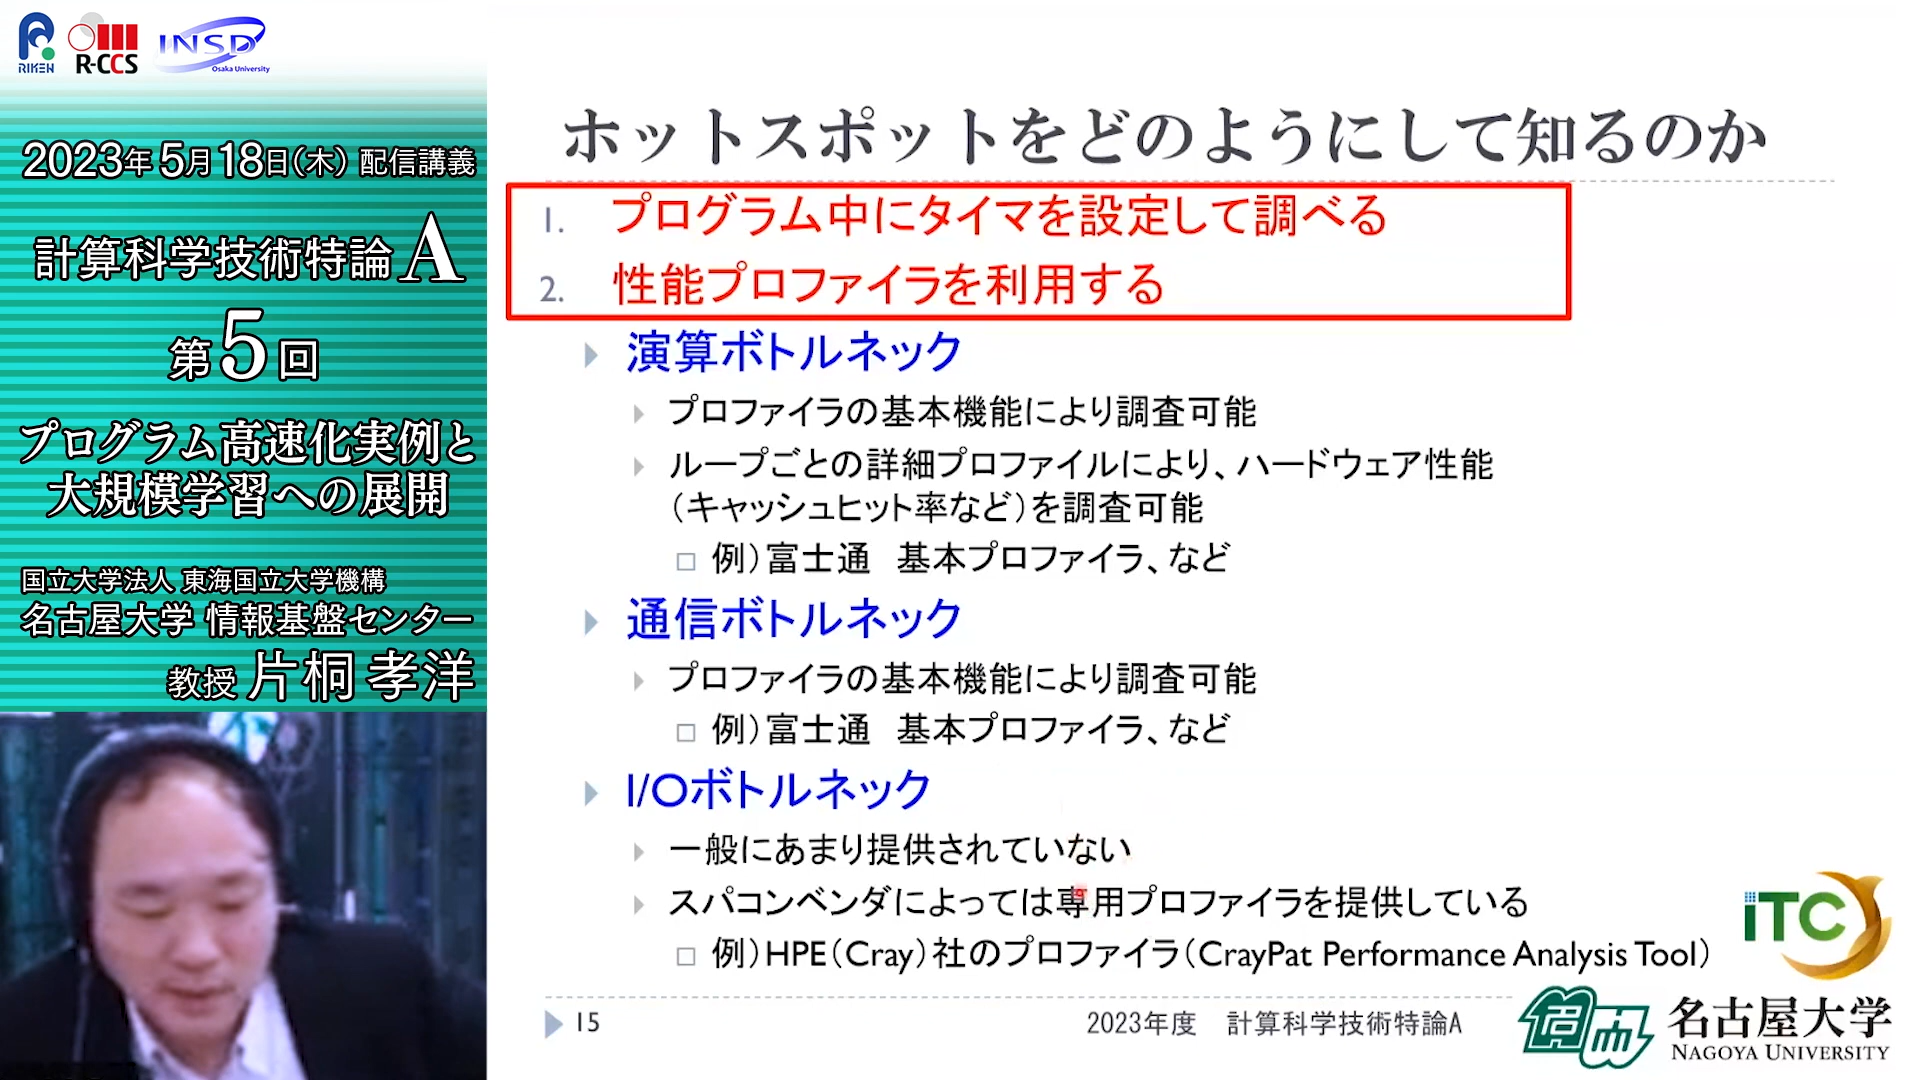 RIKEN
R-CCS
INSD
Osaka University
2023年5月18日(木) 配信講義
計算科学技術特論A
第5回
プログラム高速化実例と
大規模学習への展開
国立大学法人 東海国立大学機構
名古屋大学 情報基盤センター
教授 片桐 孝洋
ホットスポットをどのようにして知るのか
1. プログラム中にタイマを設定して調べる
2. 性能プロファイラを利用する
演算ボトルネック
プロファイラの基本機能により調査可能
ループごとの詳細プロファイルにより、ハードウェア性能
(キャッシュヒット率など)を調査可能
例)富士通 基本プロファイラ、など
通信ボトルネック
プロファイラの基本機能により調査可能
例)富士通 基本プロファイラ、など
I/Oボトルネック
一般にあまり提供されていない
スパコンベンダによっては専用プロファイラを提供している
例)HPE(Cray)社のプロファイラ(CrayPat Performance Analysis Tool)
15
2023年度 計算科学技術特論A
ITC
名古屋大学
NAGOYA UNIVERSITY